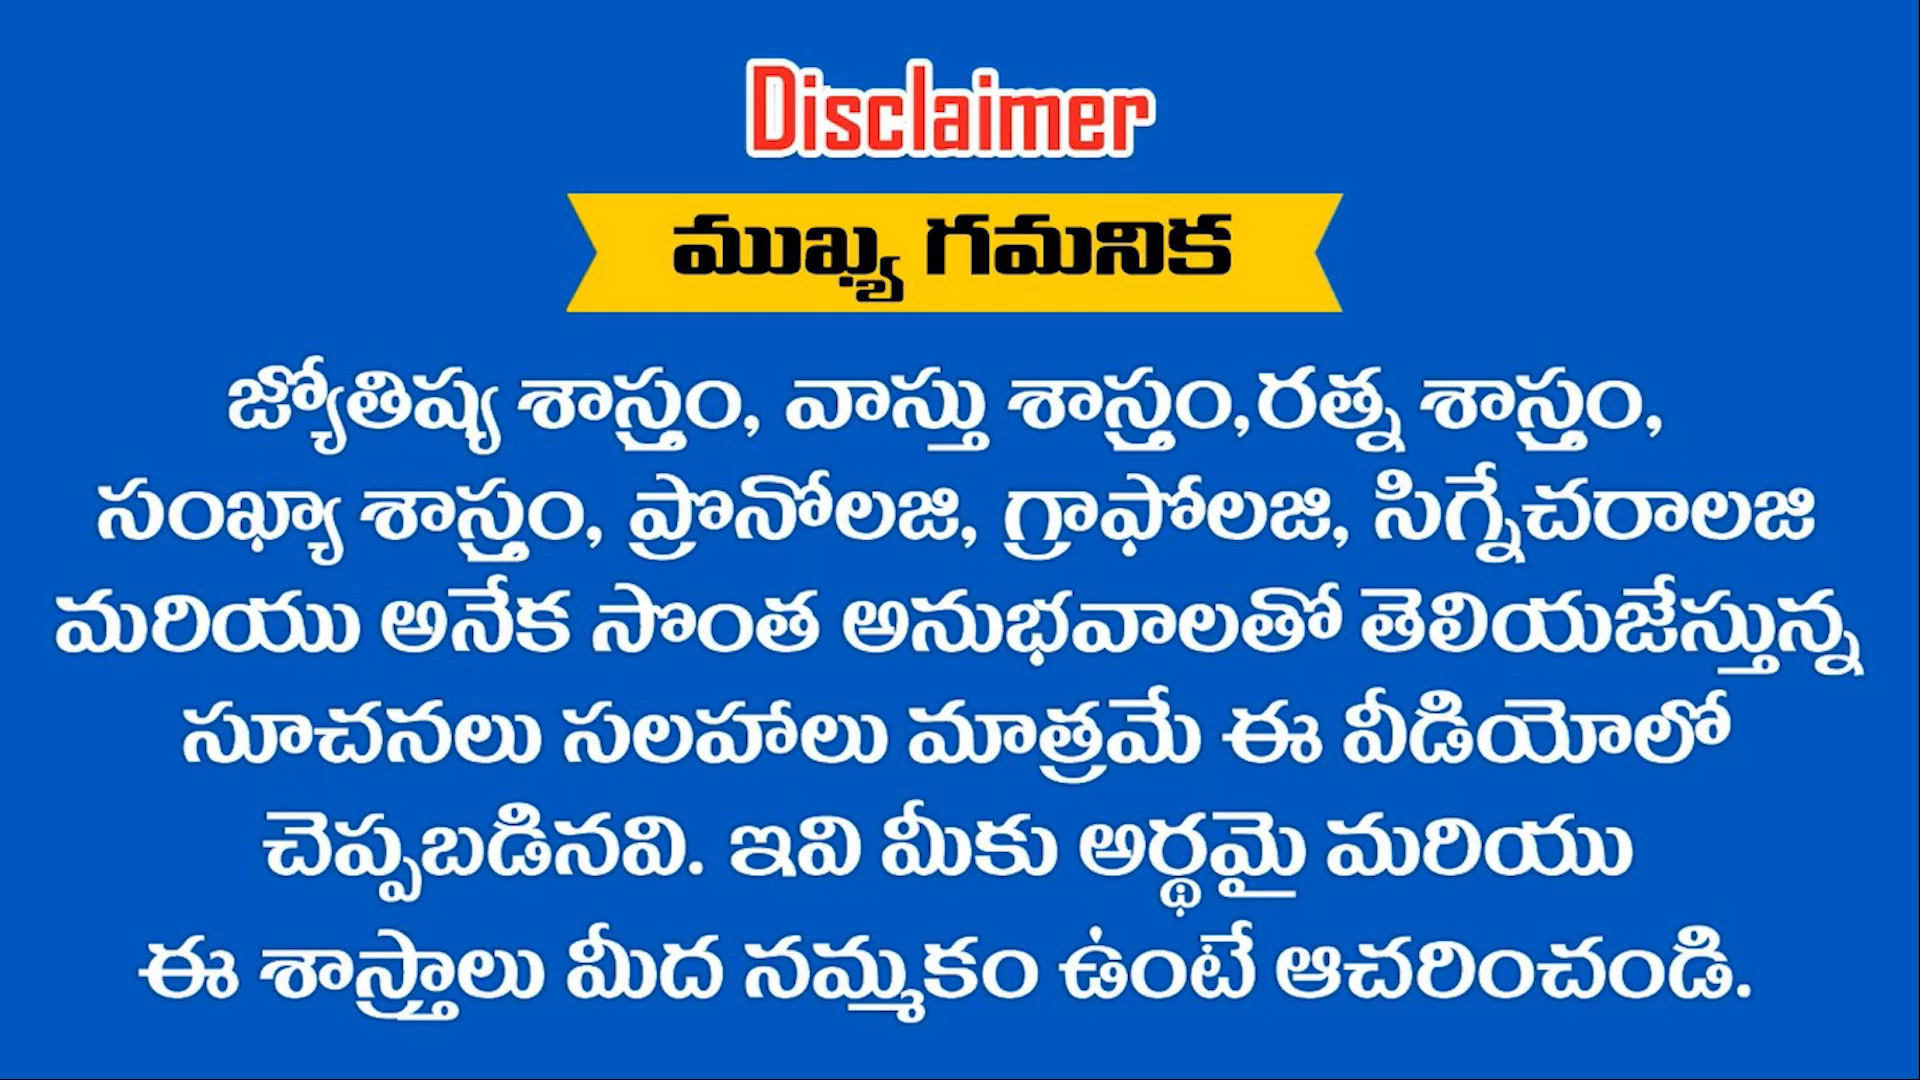 Disclaimer
ముఖ్య గమనిక
జ్యోతిష్య శాస్త్రం, వాస్తు శాస్త్రం,రత్న శాస్త్రం,
సంఖ్యా శాస్త్రం, ప్రొనోలజి, గ్రాఫోలజి, సిగ్నేచరాలజి
మరియు అనేక సొంత అనుభవాలతో తెలియజేస్తున్న
సూచనలు సలహాలు మాత్రమే ఈ వీడియోలో
చెప్పబడినవి. ఇవి మీకు అర్థమై మరియు
ఈ శాస్త్రాలు మీద నమ్మకం ఉంటే ఆచరించండి.